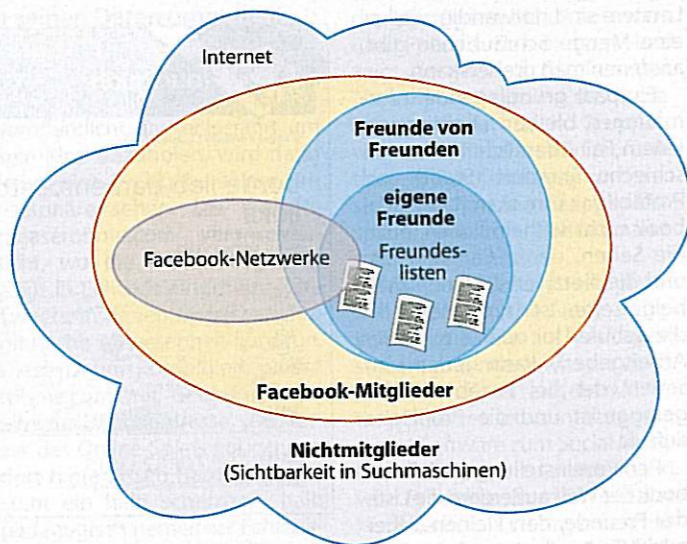 Internet
Freunde von
Freunden
eigene
Freunde
Facebook-Netzwerke
Freundes-
listen
Facebook-Mitglieder
Nichtmitglieder
(Sichtbarkeit in Suchmaschinen)